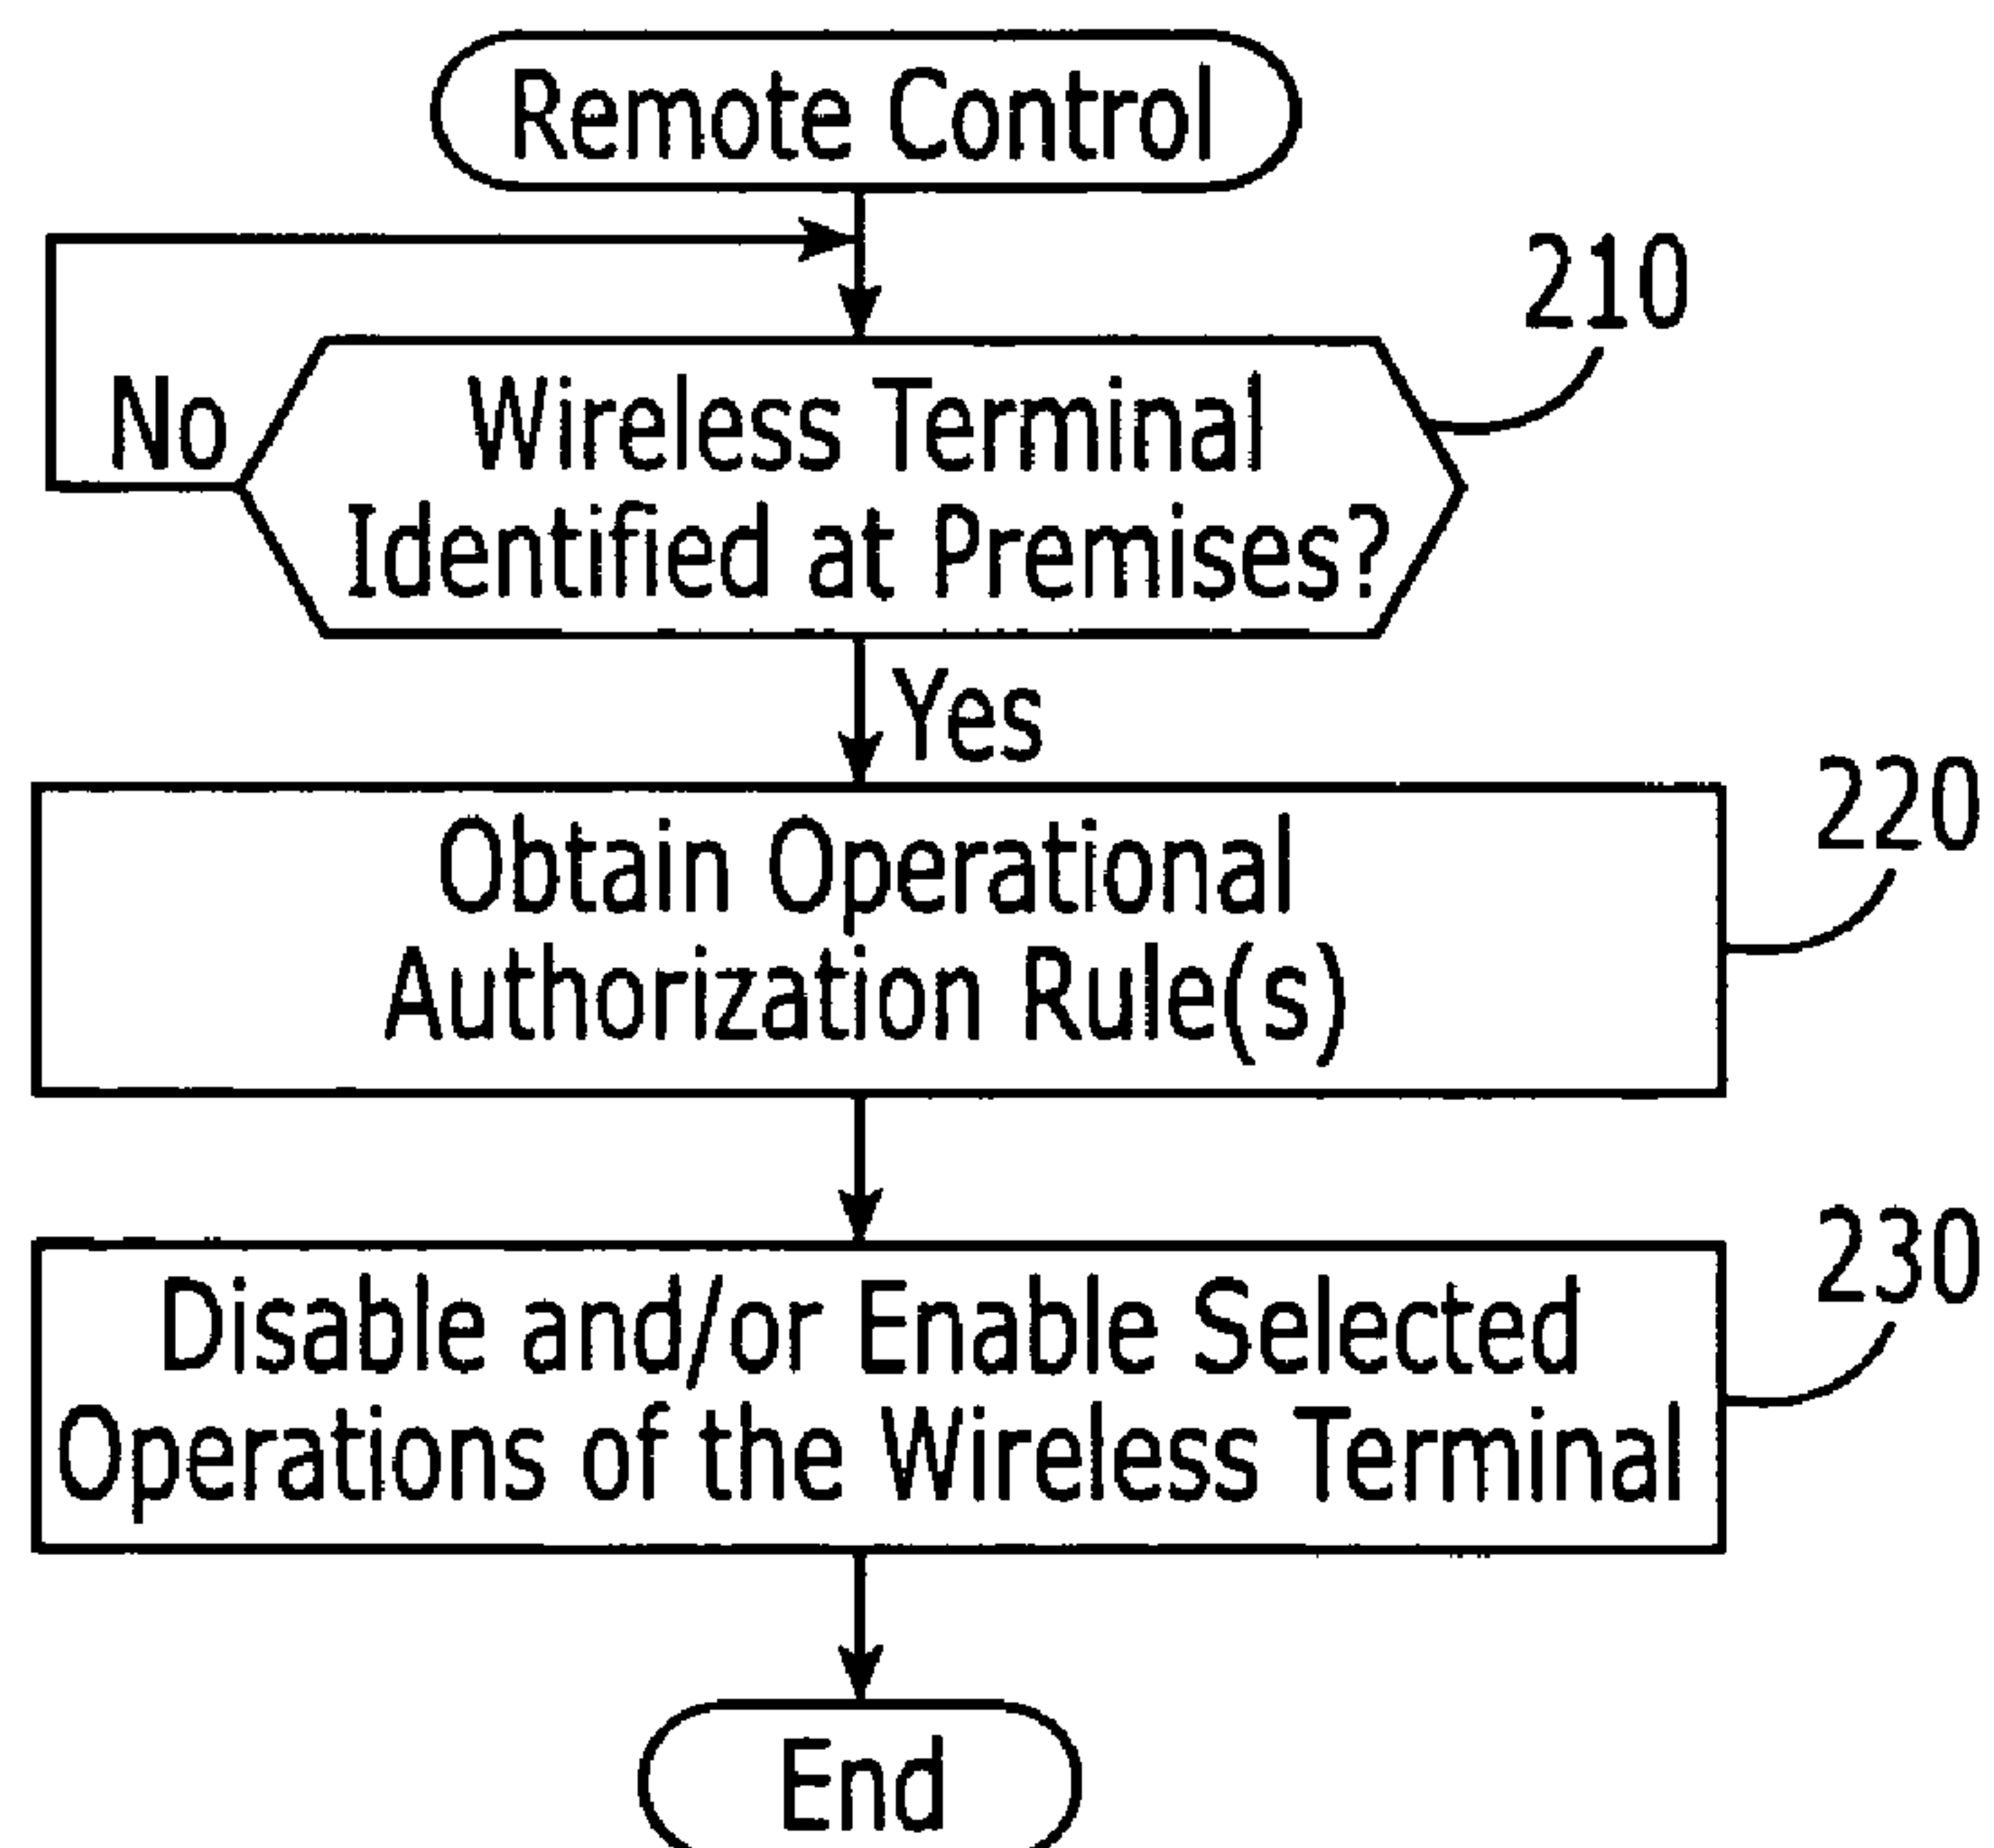 Remote Control
210
No
Wireless Terminal
Identified at Premises?
Yes
220
Obtain Operational
Authorization Rule(s)
230
Disable and/or Enable Selected
Operations of the Wireless Terminal
End